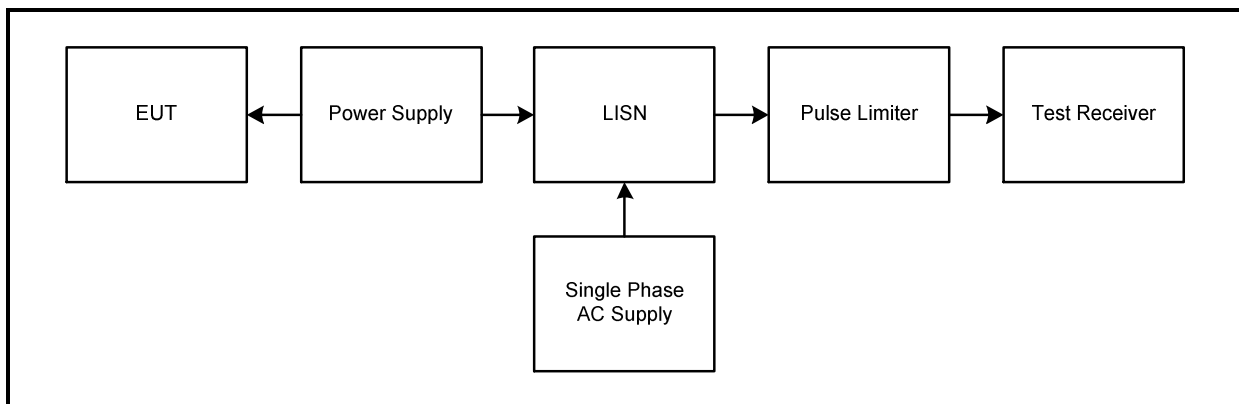 EUT
Power Supply
LISN
Pulse Limiter
Test Receiver
Single Phase
AC Supply